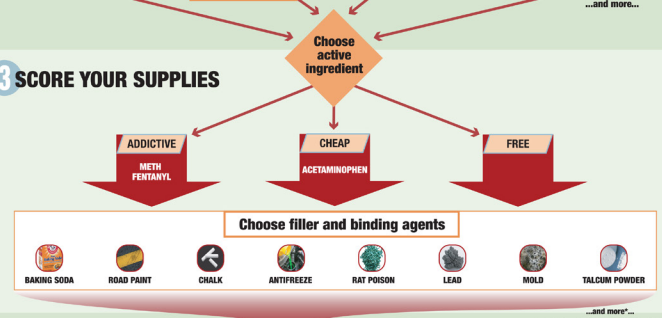 ...and more...
Choose
active
ingredient
3 SCORE YOUR SUPPLIES
ADDICTIVE
CHEAP
FREE
METH
FENTANYL
ACETAMINOPHEN
Choose filler and binding agents
BAKING SODA
ROAD PAINT
CHALK
ANTIFREEZE
RAT POISON
LEAD
MOLD
TALCUM POWDER
...and more*...